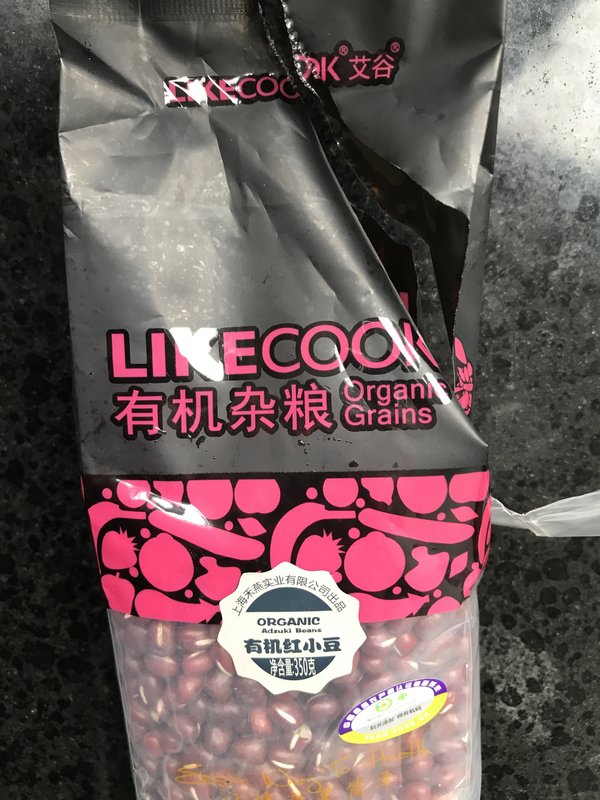 LIKECOOK® 艾谷®
LIKECOOK
有机杂粮
Organic
Grains
上海禾燕实业有限公司出品
ORGANIC
Adzuki Beans
有机红小豆
净含量:350克